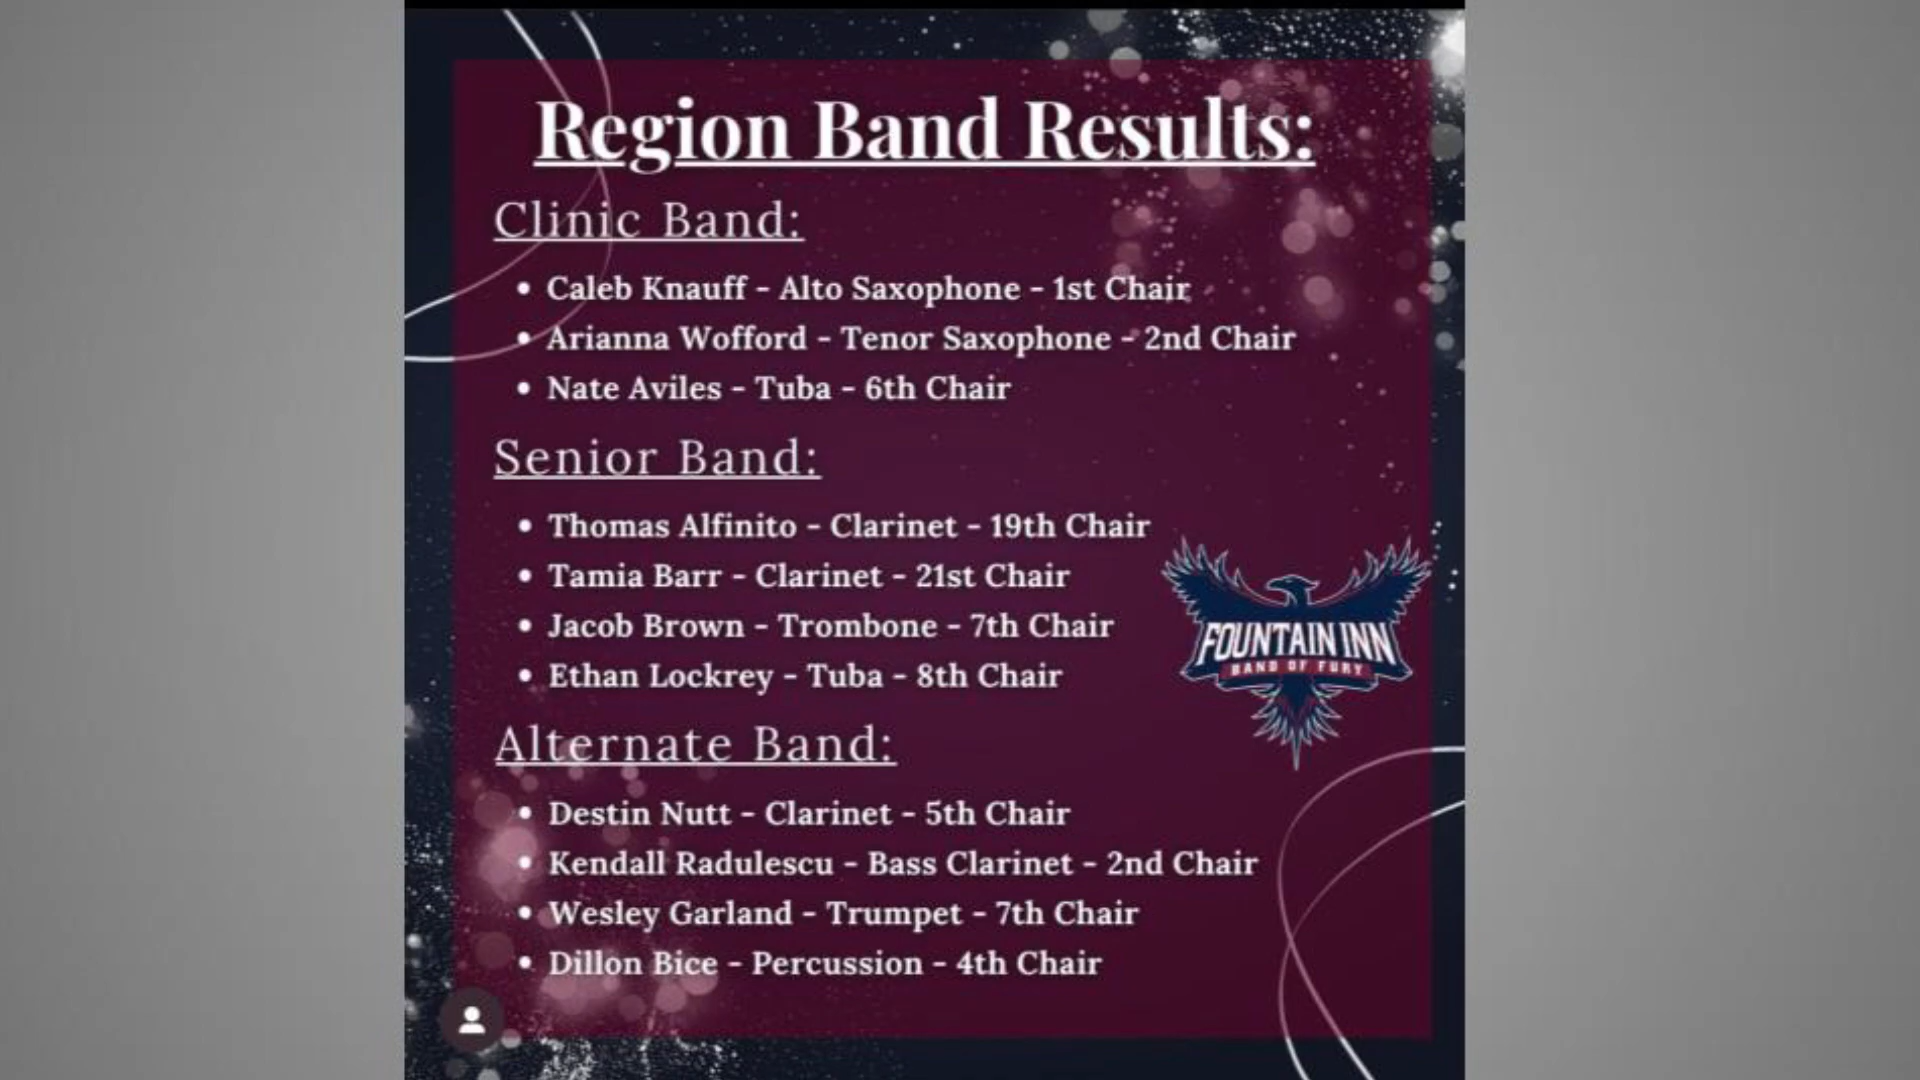 Region Band Results:
Clinic Band:
• Caleb Knauff - Alto Saxophone - 1st Chair
• Arianna Wofford - Tenor Saxophone - 2nd Chair
• Nate Aviles - Tuba - 6th Chair
Senior Band:
• Thomas Alfinito - Clarinet - 19th Chair
• Tamia Barr - Clarinet - 21st Chair
• Jacob Brown - Trombone - 7th Chair
• Ethan Lockrey - Tuba - 8th Chair
FOUNTAIN INN
BAND OF FURY
Alternate Band:
• Destin Nutt - Clarinet - 5th Chair
• Kendall Radulescu - Bass Clarinet - 2nd Chair
• Wesley Garland - Trumpet - 7th Chair
• Dillon Bice - Percussion - 4th Chair